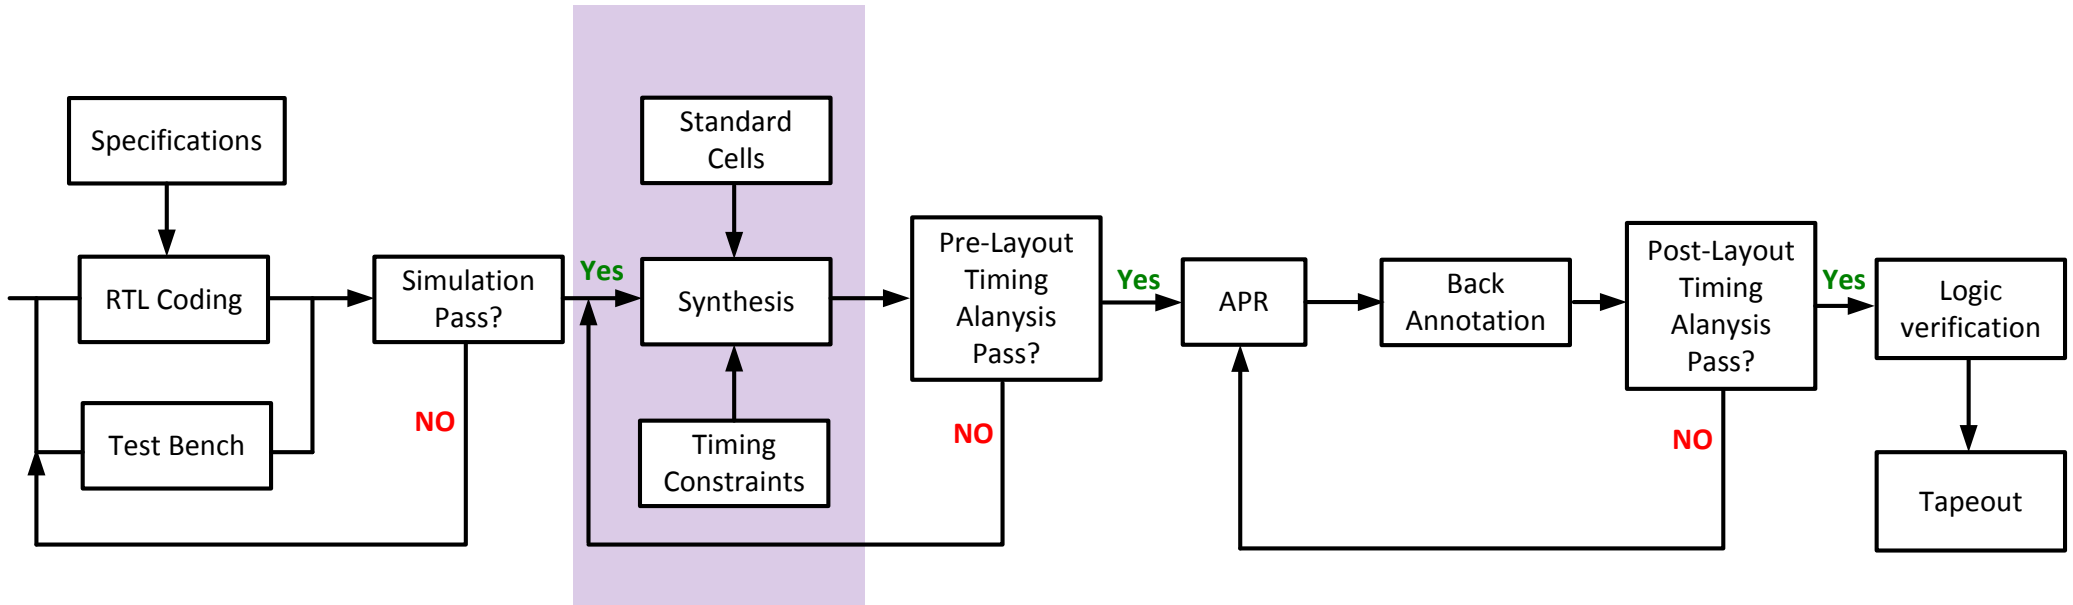 Specifications
RTL Coding
Test Bench
Simulation
Pass?
NO
Yes
Standard
Cells
Synthesis
Timing
Constraints
Pre-Layout
Timing
Alanysis
Pass?
NO
Yes
APR
Back
Annotation
Post-Layout
Timing
Alanysis
Pass?
NO
Yes
Logic
verification
Tapeout